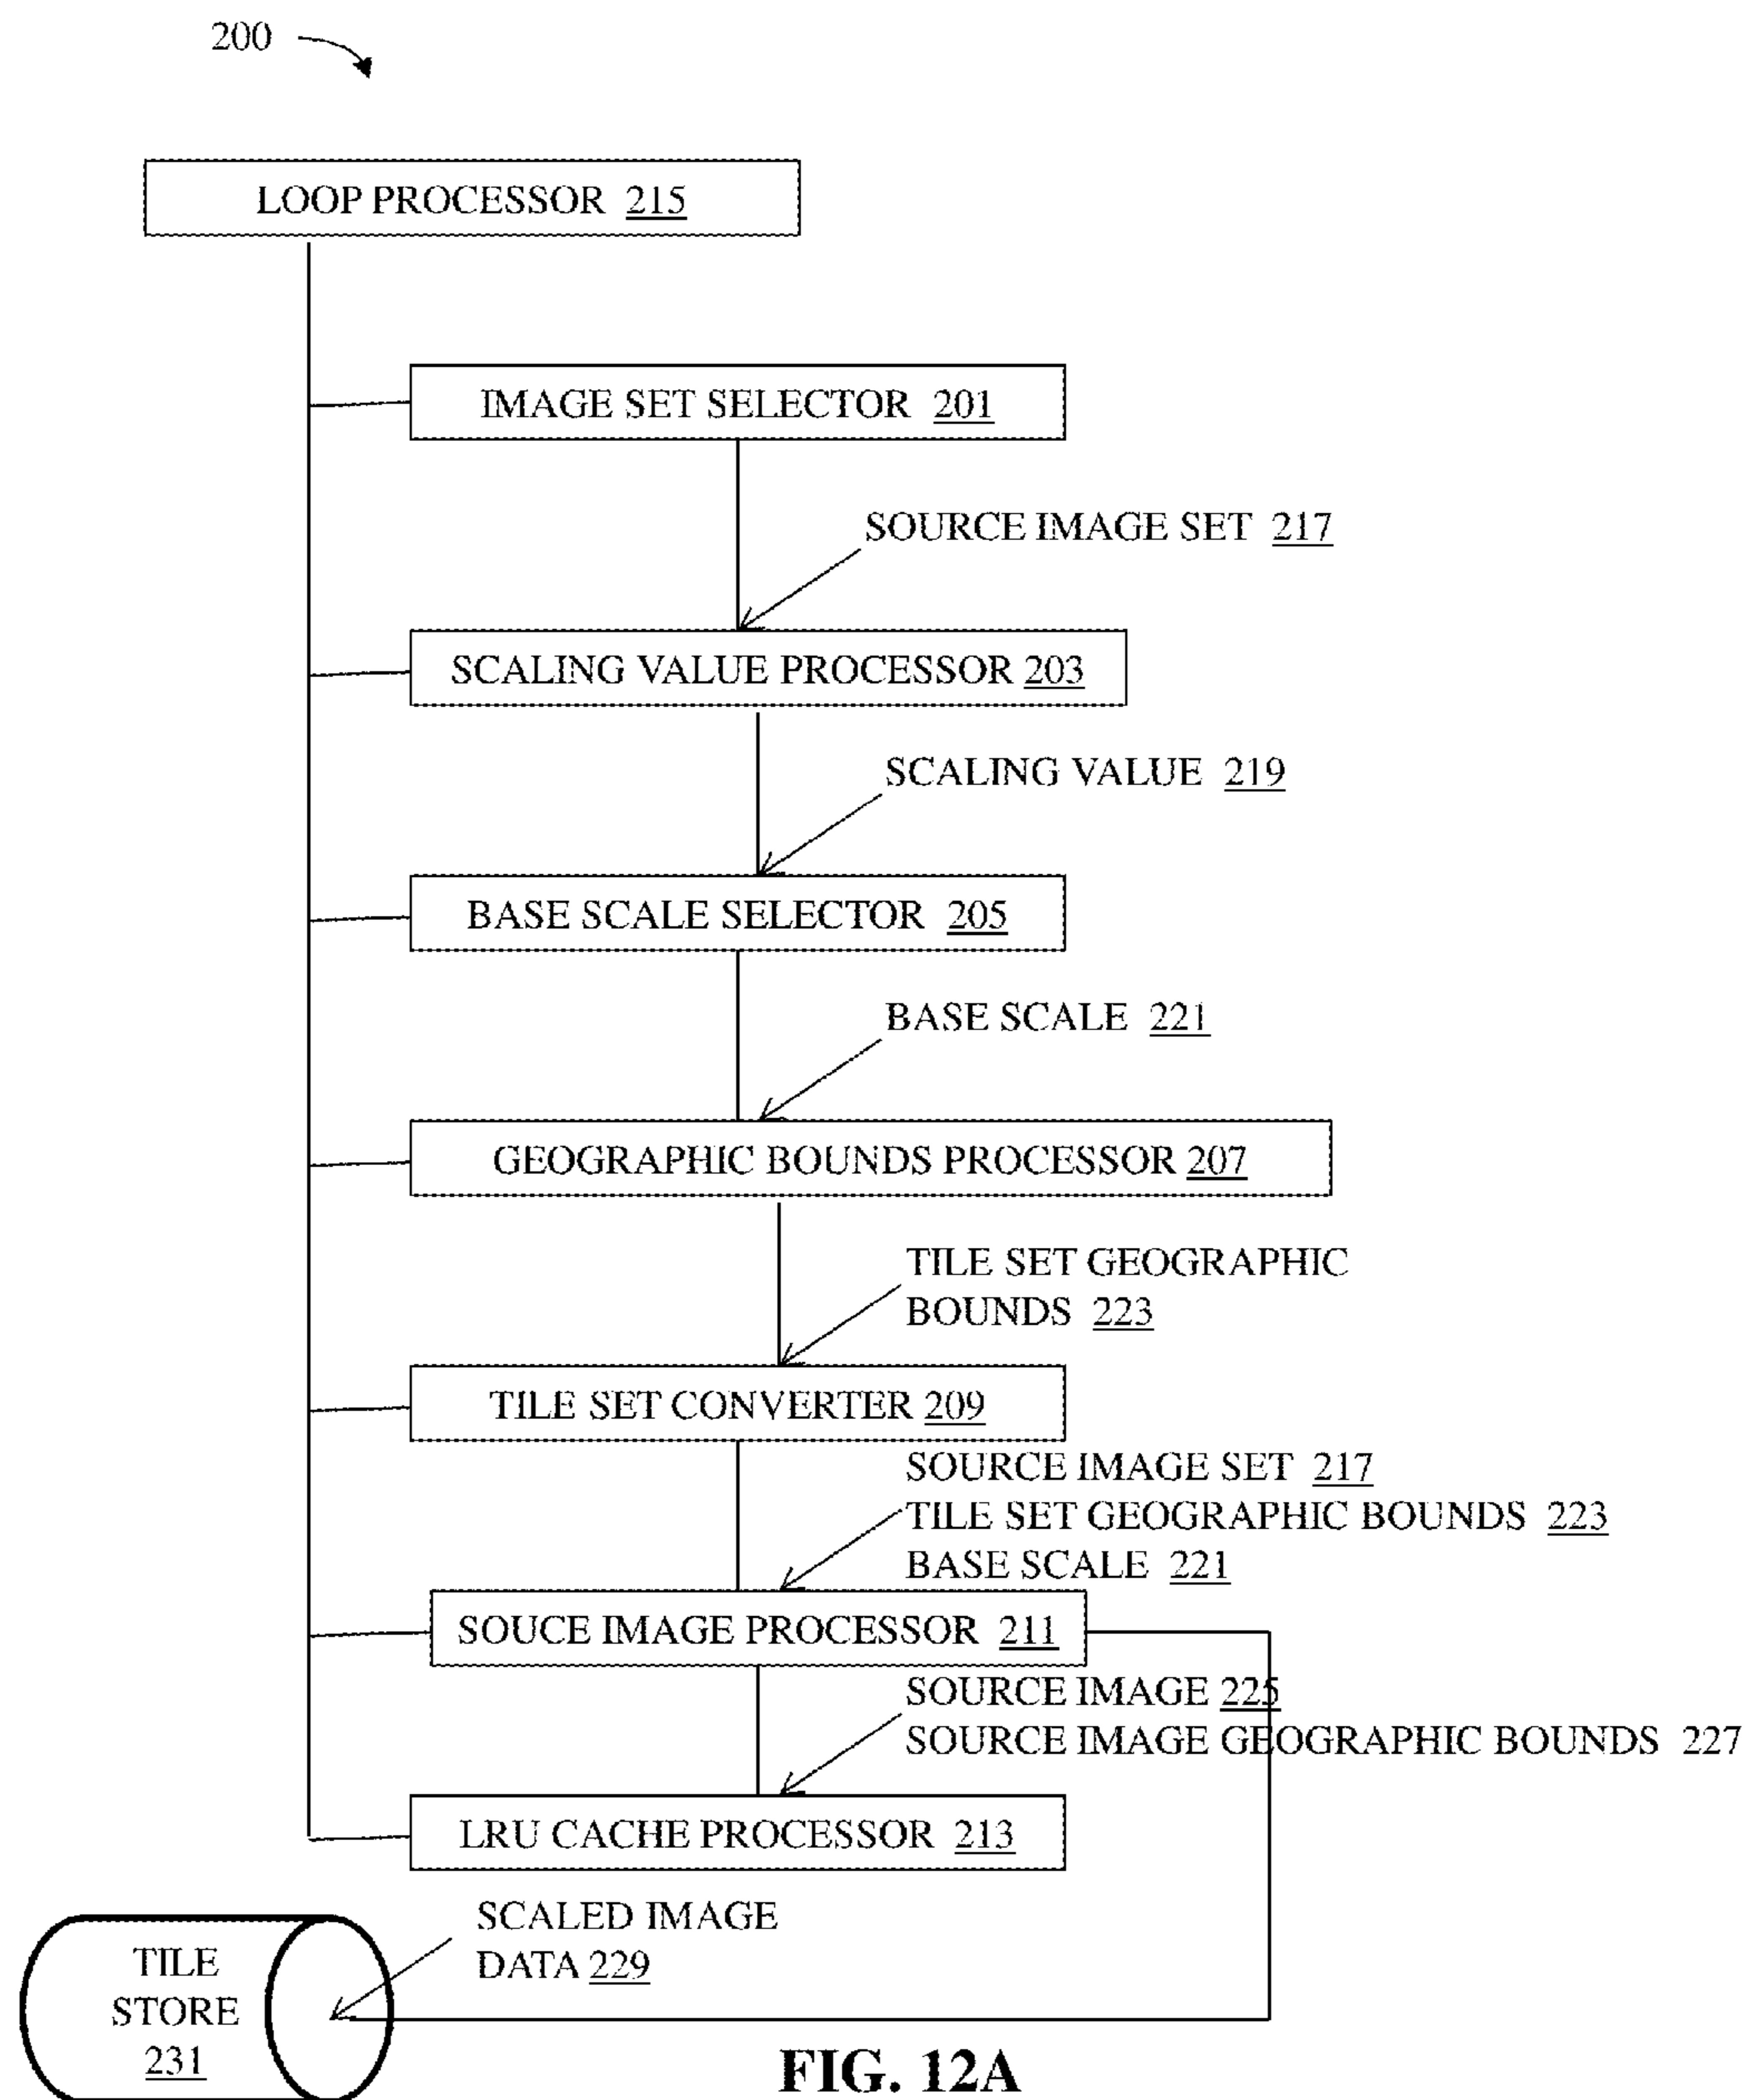 200
LOOP PROCESSOR 215
IMAGE SET SELECTOR 201
SOURCE IMAGE SET 217
SCALING VALUE PROCESSOR 203
SCALING VALUE 219
BASE SCALE SELECTOR 205
BASE SCALE 221
GEOGRAPHIC BOUNDS PROCESSOR 207
TILE SET GEOGRAPHIC
BOUNDS 223
TILE SET CONVERTER 209
SOURCE IMAGE SET 217
TILE SET GEOGRAPHIC BOUNDS 223
BASE SCALE 221
SOUCE IMAGE PROCESSOR 211
SOURCE IMAGE 225
SOURCE IMAGE GEOGRAPHIC BOUNDS 227
LRU CACHE PROCESSOR 213
SCALED IMAGE
DATA 229
TILE
STORE
231
FIG. 12A